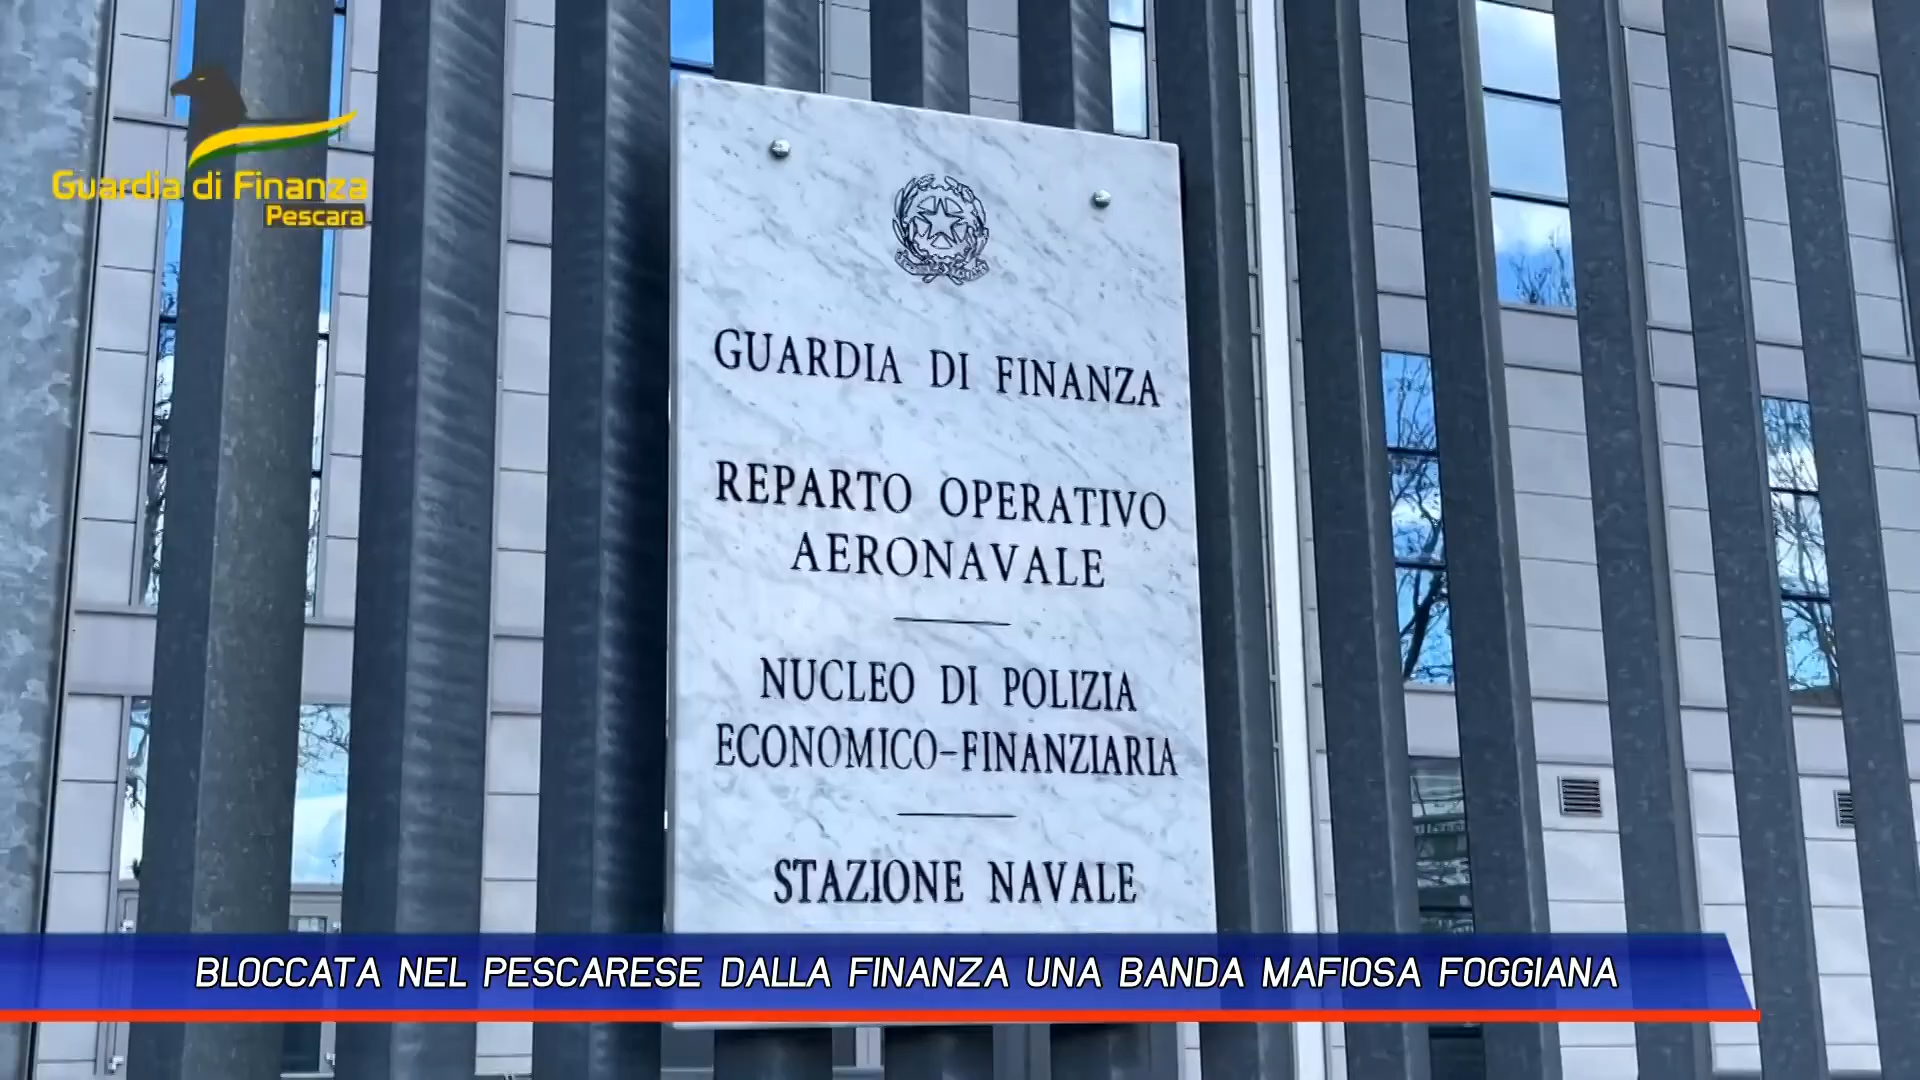 Guardia di Finanza
Pescara
GUARDIA DI FINANZA
REPARTO OPERATIVO
AERONAVALE
NUCLEO DI POLIZIA
ECONOMICO-FINANZIARIA
STAZIONE NAVALE
BLOCCATA NEL PESCARESE DALLA FINANZA UNA BANDA MAFIOSA FOGGIANA